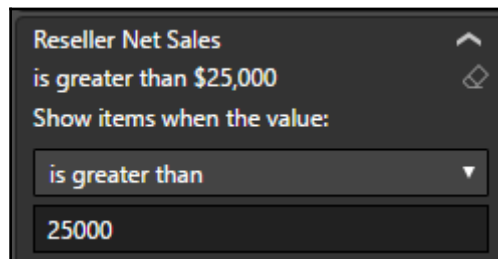 Reseller Net Sales
is greater than $25,000
Show items when the value:
is greater than
25000